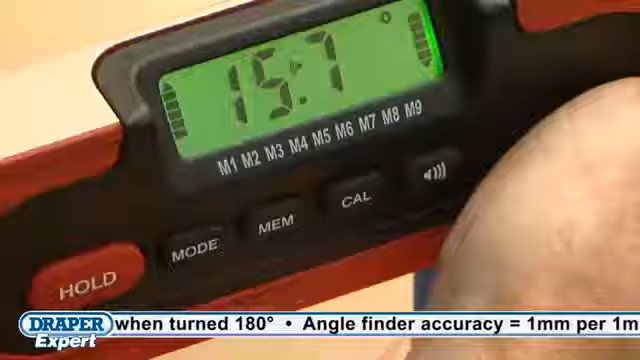 15.7°
M1 M2 M3 M4 M5 M6 M7 M8 M9
MODE MEM CAL
HOLD
DRAPER
Expert
when turned 180° • Angle finder accuracy = 1mm per 1m